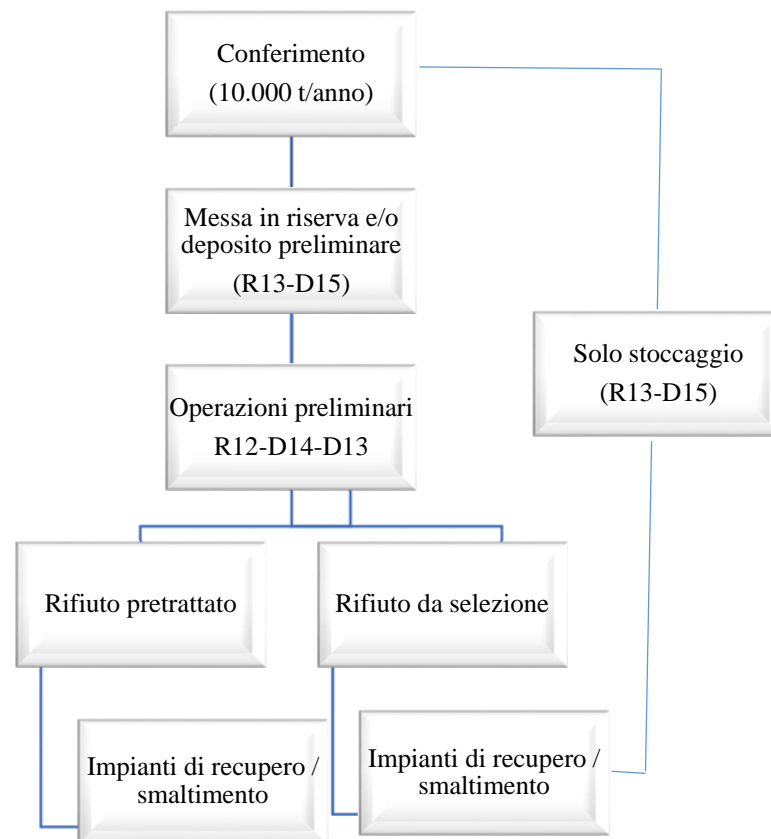 Conferimento
(10.000 t/anno)
Messa in riserva e/o
deposito preliminare
(R13-D15)
Solo stoccaggio
(R13-D15)
Operazioni preliminari
R12-D14-D13
Rifiuto pretrattato
Rifiuto da selezione
Impianti di recupero /
smaltimento
Impianti di recupero /
smaltimento